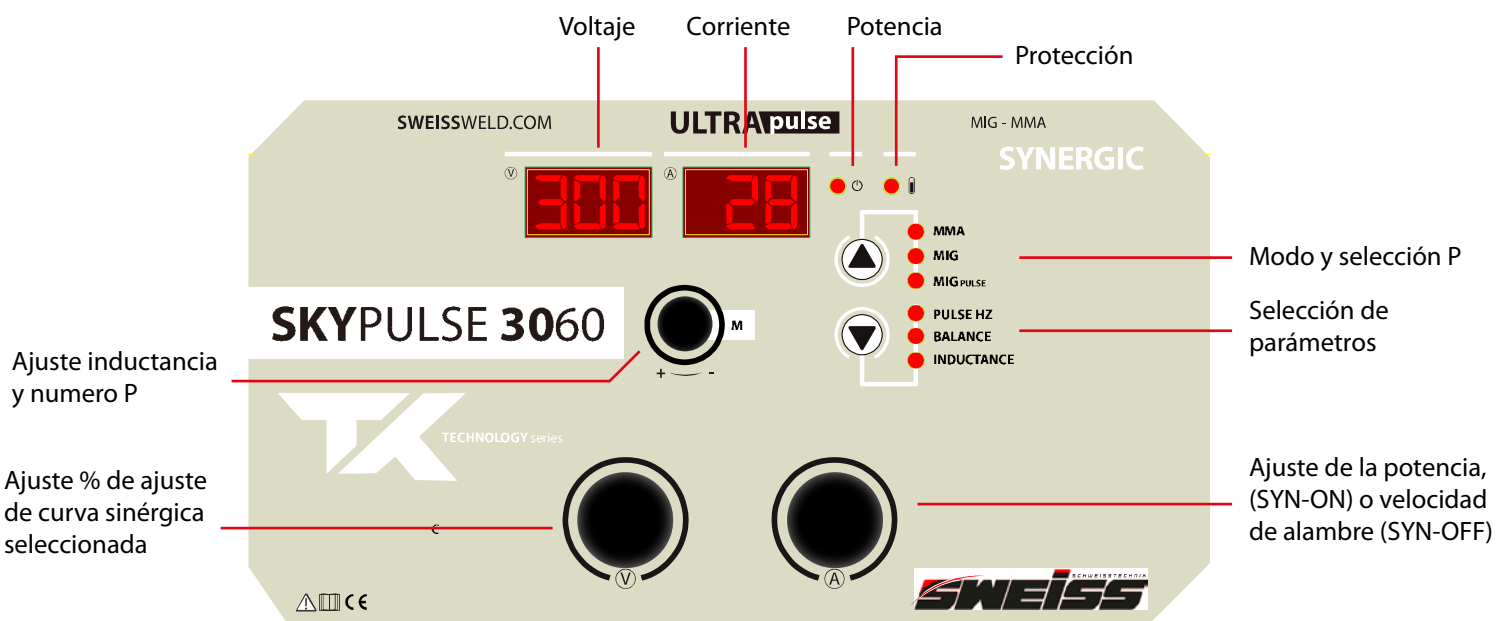 Voltaje
Corriente
Potencia
Protección
SWEISSWELD.COM
ULTRA pulse
MIG - MMA
SYNERGIC
V
300
A
28
MMA
MIG
MIG PULSE
Modo y selección P
PULSE HZ
BALANCE
INDUCTANCE
Selección de
parámetros
SKYPULSE 3060
M
+ -
Ajuste inductancia
y numero P
TK
TECHNOLOGY series
Ajuste % de ajuste
de curva sinérgica
seleccionada
Ajuste de la potencia,
(SYN-ON) o velocidad
de alambre (SYN-OFF)
V
A
SCHWEISSTECHNIK
SWEISS
CE